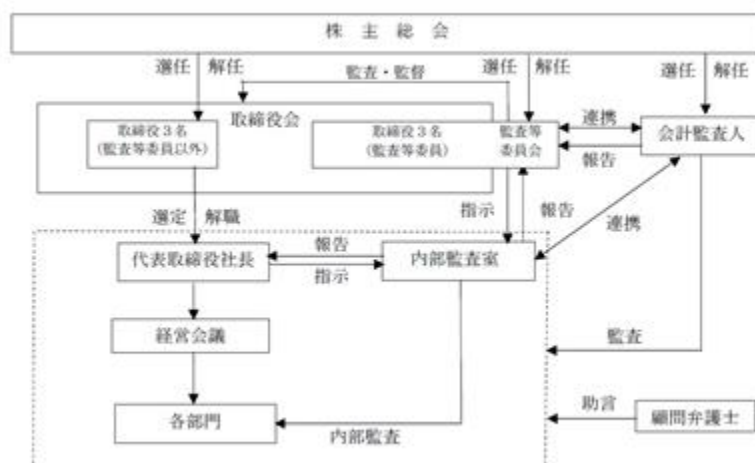 株 主 総 会
選任 解任
監査・監督
選任 解任
選任 解任
取締役会
取締役3名
(監査等委員以外)
取締役3名
(監査等委員)
監査等
委員会
連携
報告
会計監査人
選定 解職
指示
報告
連携
代表取締役社長
報告
指示
内部監査室
経営会議
監査
各部門
内部監査
助言
顧問弁護士